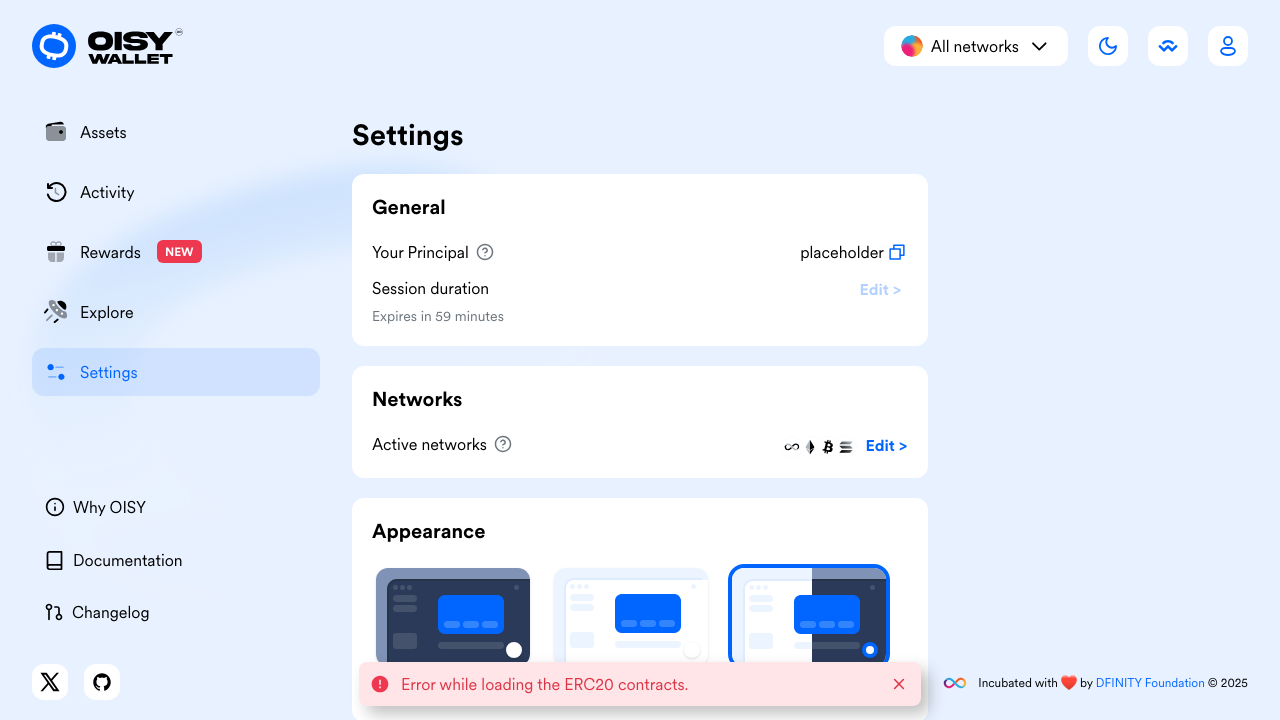 OISY
WALLET
All networks
Assets
Activity
Rewards NEW
Explore
Settings
Why OISY
Documentation
Changelog
Settings
General
Your Principal
placeholder
Session duration
Edit >
Expires in 59 minutes
Networks
Active networks
Edit >
Appearance
Error while loading the ERC20 contracts.
Incubated with ❤️ by DFINITY Foundation © 2025